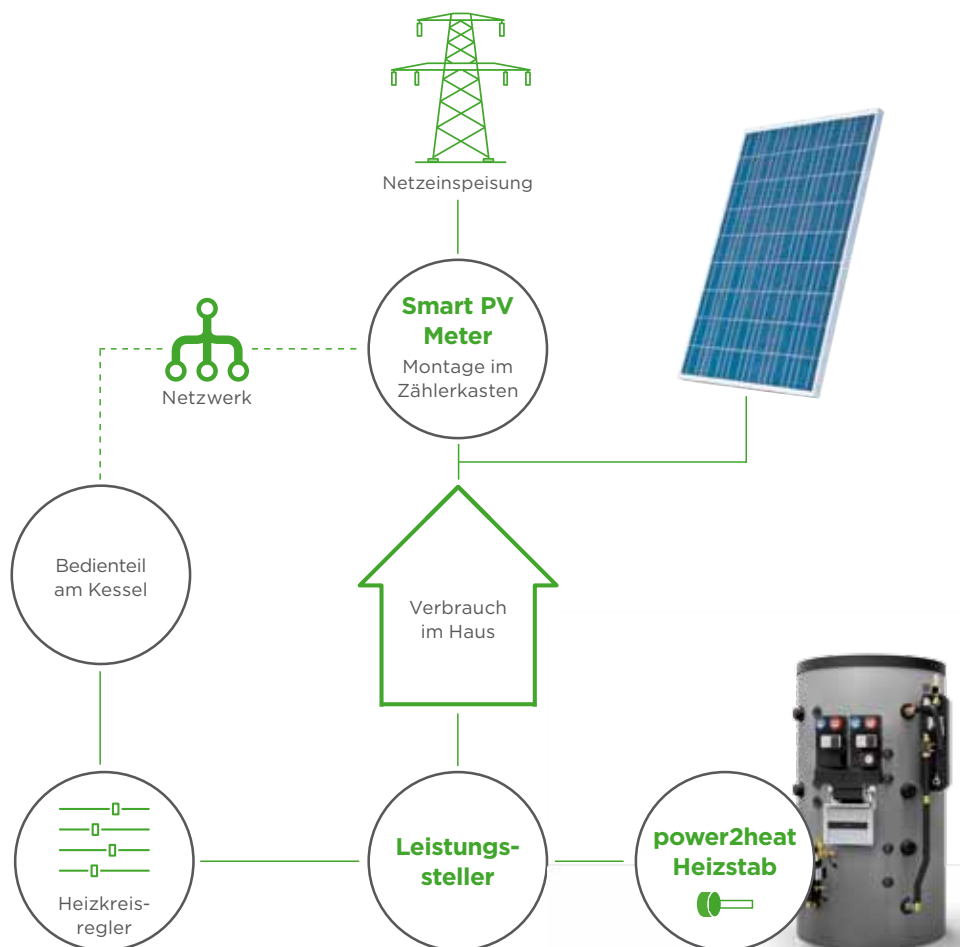 Netzeinspeisung
Smart PV
Meter
Montage im
Zählerkasten
Netzwerk
Bedienteil
am Kessel
Verbrauch
im Haus
Heizkreis-
regler
Leistungs-
steller
power2heat
Heizstab